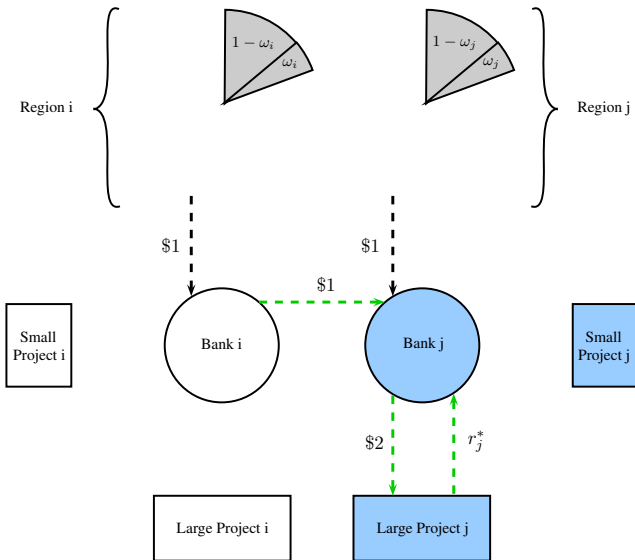 1 − ω_i
ω_i
1 − ω_j
ω_j
Region i
Region j
$1
$1
$1
Small
Project i
Bank i
Bank j
Small
Project j
$2
r_j^*
Large Project i
Large Project j